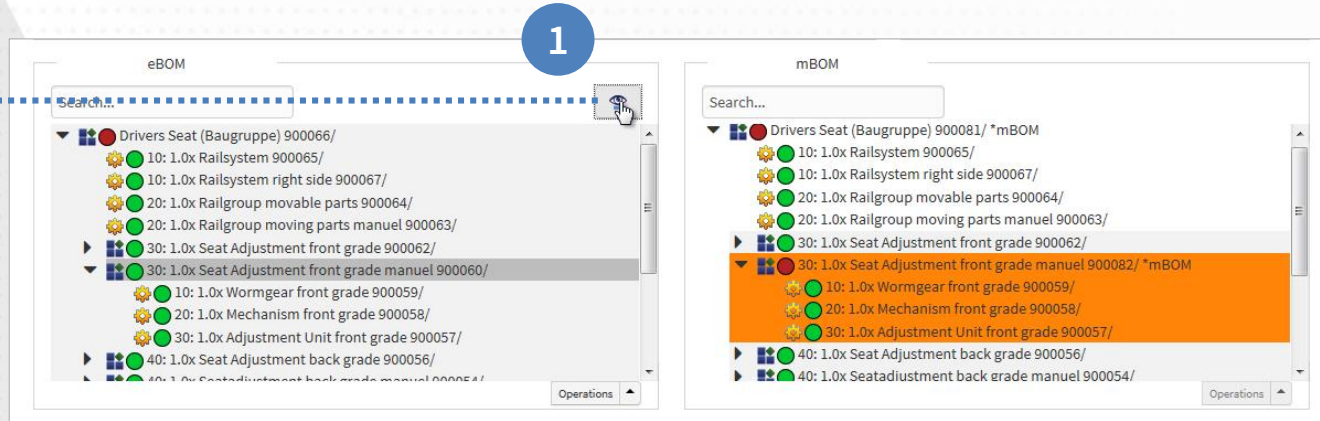 1
eBOM
Search...
Drivers Seat (Baugruppe) 900066/
10: 1.0x Railsystem 900065/
10: 1.0x Railsystem right side 900067/
20: 1.0x Railgroup movable parts 900064/
20: 1.0x Railgroup moving parts manuel 900063/
30: 1.0x Seat Adjustment front grade 900062/
30: 1.0x Seat Adjustment front grade manuel 900060/
10: 1.0x Wormgear front grade 900059/
20: 1.0x Mechanism front grade 900058/
30: 1.0x Adjustment Unit front grade 900057/
40: 1.0x Seat Adjustment back grade 900056/
40: 1.0x Seatadjustment back grade manuel 900054/
Operations
mBOM
Search...
Drivers Seat (Baugruppe) 900081/ *mBOM
10: 1.0x Railsystem 900065/
10: 1.0x Railsystem right side 900067/
20: 1.0x Railgroup movable parts 900064/
20: 1.0x Railgroup moving parts manuel 900063/
30: 1.0x Seat Adjustment front grade 900062/
30: 1.0x Seat Adjustment front grade manuel 900082/ *mBOM
10: 1.0x Wormgear front grade 900059/
20: 1.0x Mechanism front grade 900058/
30: 1.0x Adjustment Unit front grade 900057/
40: 1.0x Seat Adjustment back grade 900056/
40: 1.0x Seatadjustment back grade manuel 900054/
Operations